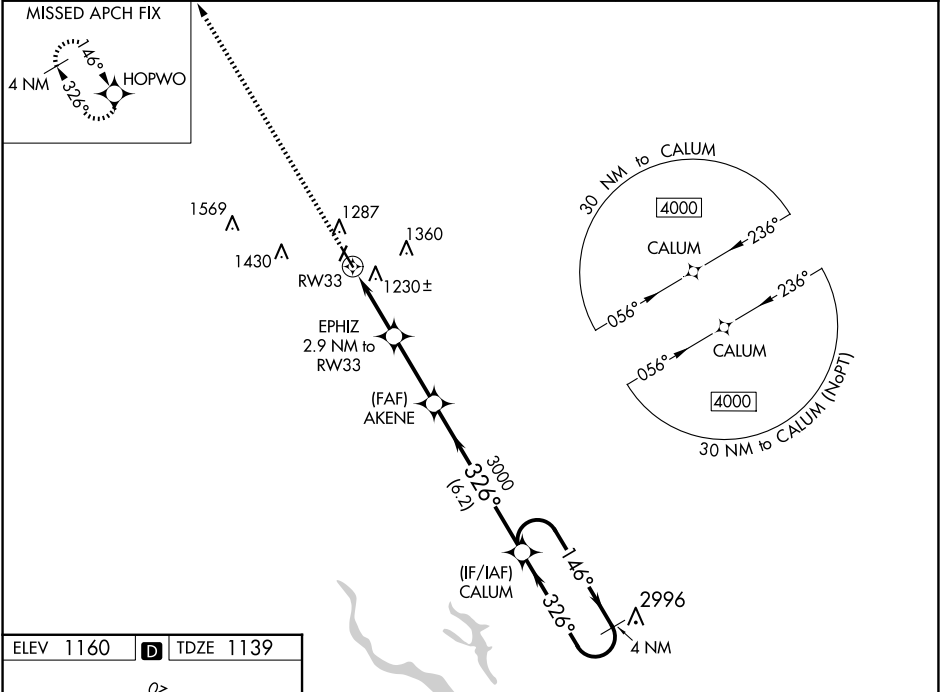 MISSED APCH FIX
146°
4 NM
HOPWO
326°
30 NM to CALUM
4000
CALUM
236°
056°
1569
1287
1430
1360
RW33
1230±
236°
056°
CALUM
4000
30 NM to CALUM (NoPT)
EPHIZ
2.9 NM to
RW33
(FAF)
AKENE
3000
326°
(6.2)
(IF/IAF)
CALUM
146°
326°
2996
4 NM
ELEV 1160
D
TDZE 1139